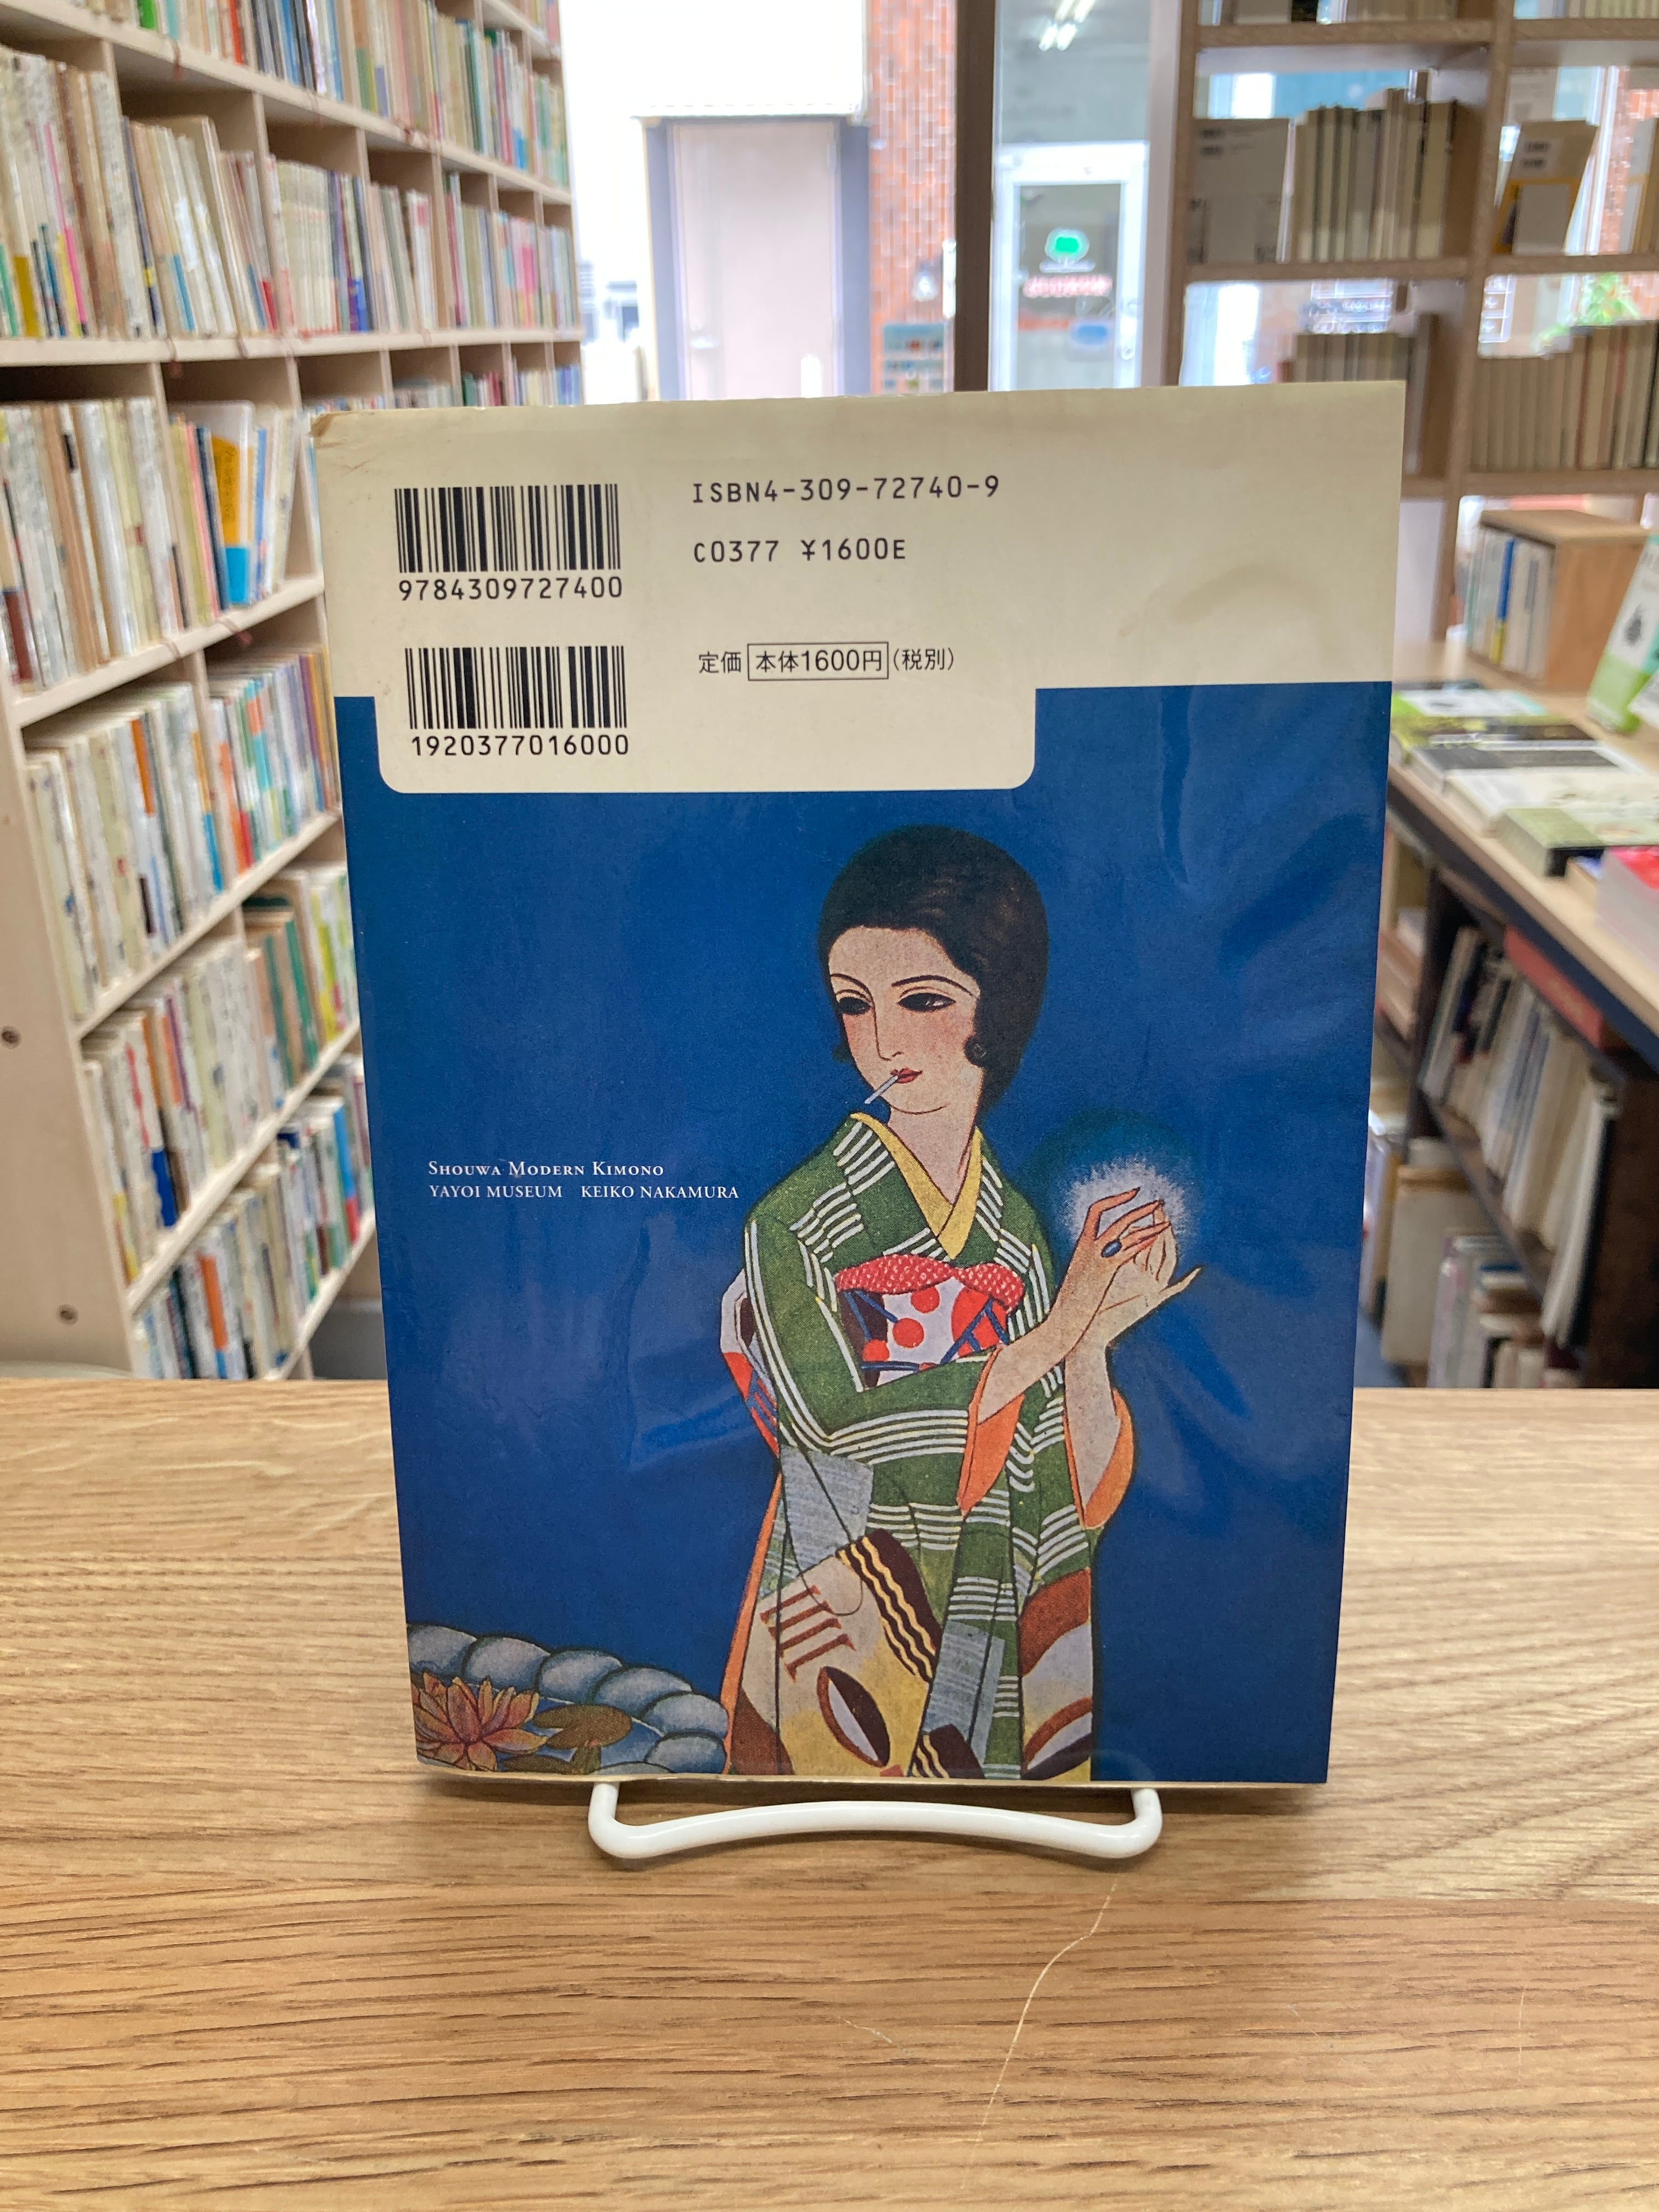 ISBN4-309-72740-9
C0377 ¥1600E
9784309727400
定価 本体1600円 (税別)
1920377016000
SHOUWA MODERN KIMONO
YAYOI MUSEUM KEIKO NAKAMURA